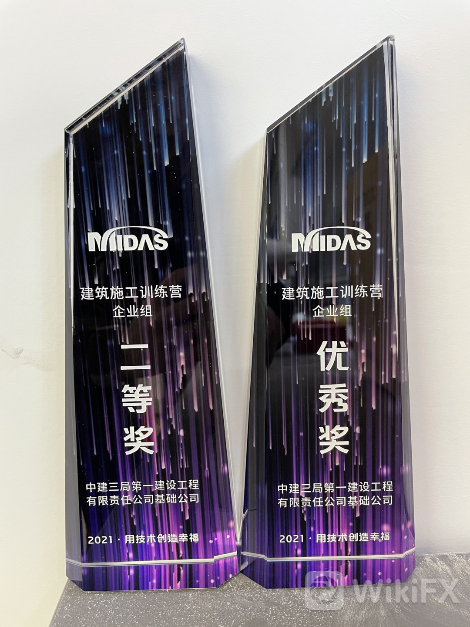 MIDAS
建筑施工训练营
企业组
二等奖
中建三局第一建设工程
有限责任公司基础公司
2021·用技术创造幸福
MIDAS
建筑施工训练营
企业组
优秀奖
中建三局第一建设工程
有限责任公司基础公司
2021·用技术创造幸福
WikiFX